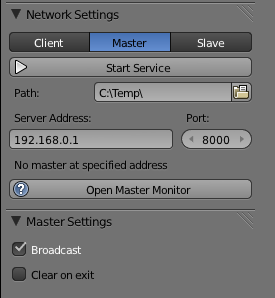 Network Settings
Client Master Slave
Start Service
Path: C:\Temp\
Server Address: Port:
192.168.0.1 8000
No master at specified address
Open Master Monitor
Master Settings
Broadcast
Clear on exit